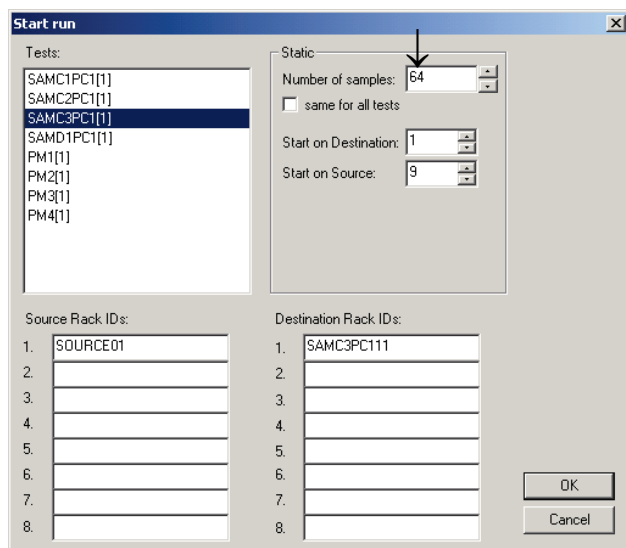 Start run
Tests:
SAMC1PC1[1]
SAMC2PC1[1]
SAMC3PC1[1]
SAMD1PC1[1]
PM1[1]
PM2[1]
PM3[1]
PM4[1]
Static
Number of samples: 64
same for all tests
Start on Destination: 1
Start on Source: 9
Source Rack IDs:
1. SOURCE01
2.
3.
4.
5.
6.
7.
8.
Destination Rack IDs:
1. SAMC3PC111
2.
3.
4.
5.
6.
7.
8.
OK
Cancel